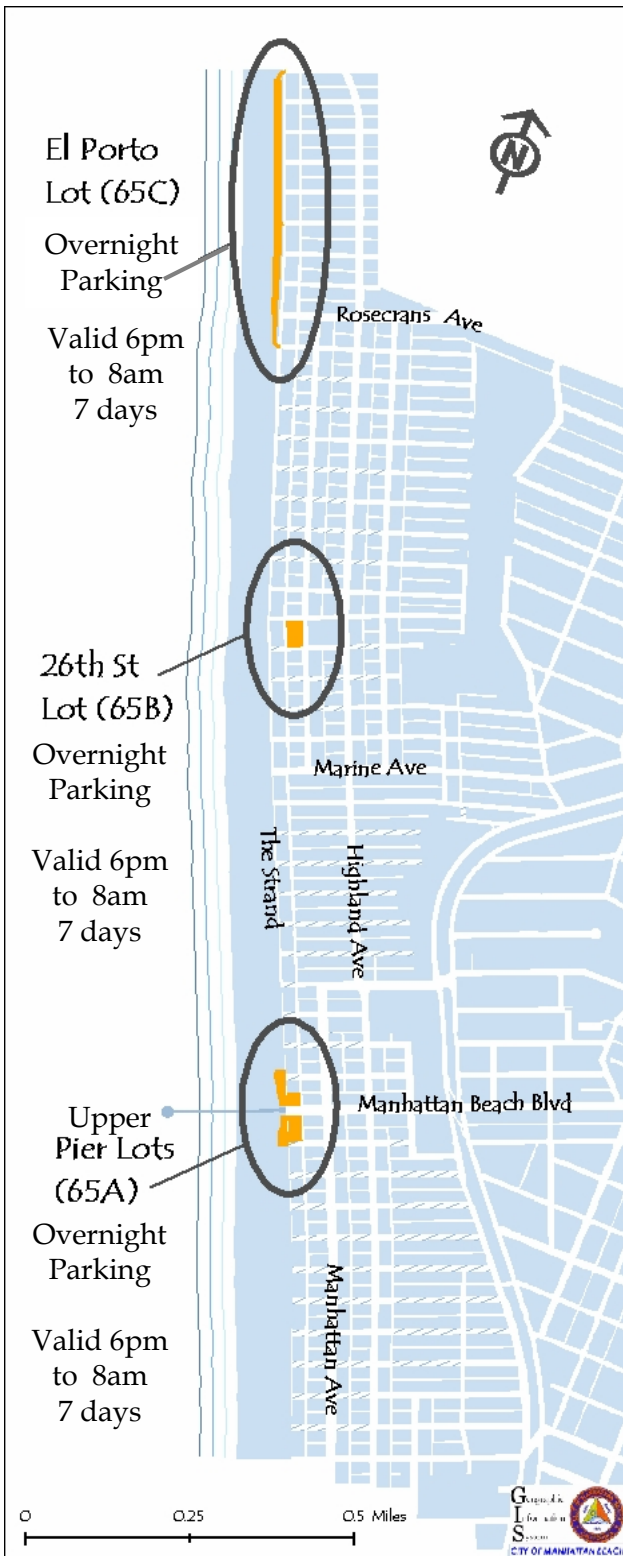 El Porto
Lot (65C)
Overnight
Parking
Valid 6pm
to 8am
7 days
N
Rosecrans Ave
26th St
Lot (65B)
Overnight
Parking
Valid 6pm
to 8am
7 days
Marine Ave
The Strand
Highland Ave
Upper
Pier Lots
(65A)
Overnight
Parking
Valid 6pm
to 8am
7 days
Manhattan Beach Blvd
Manhattan Ave
0 0.25 0.5 Miles
Geographic
Information
System
CITY OF MANHATTAN BEACH